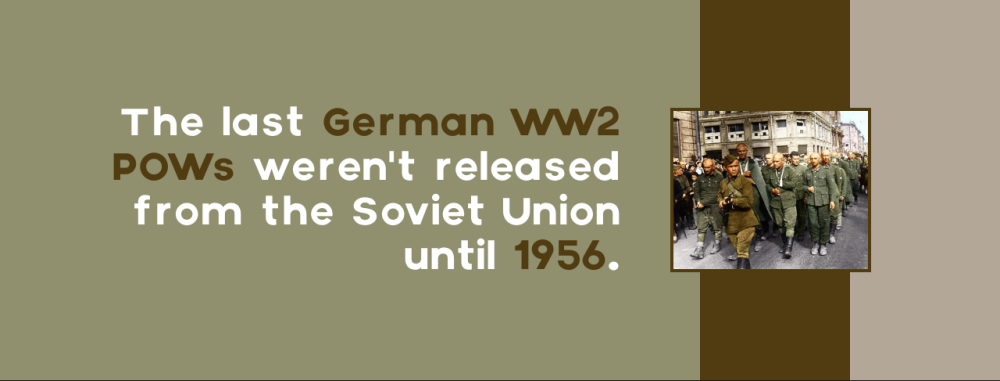 The last German WW2
POWs weren't released
from the Soviet Union
until 1956.